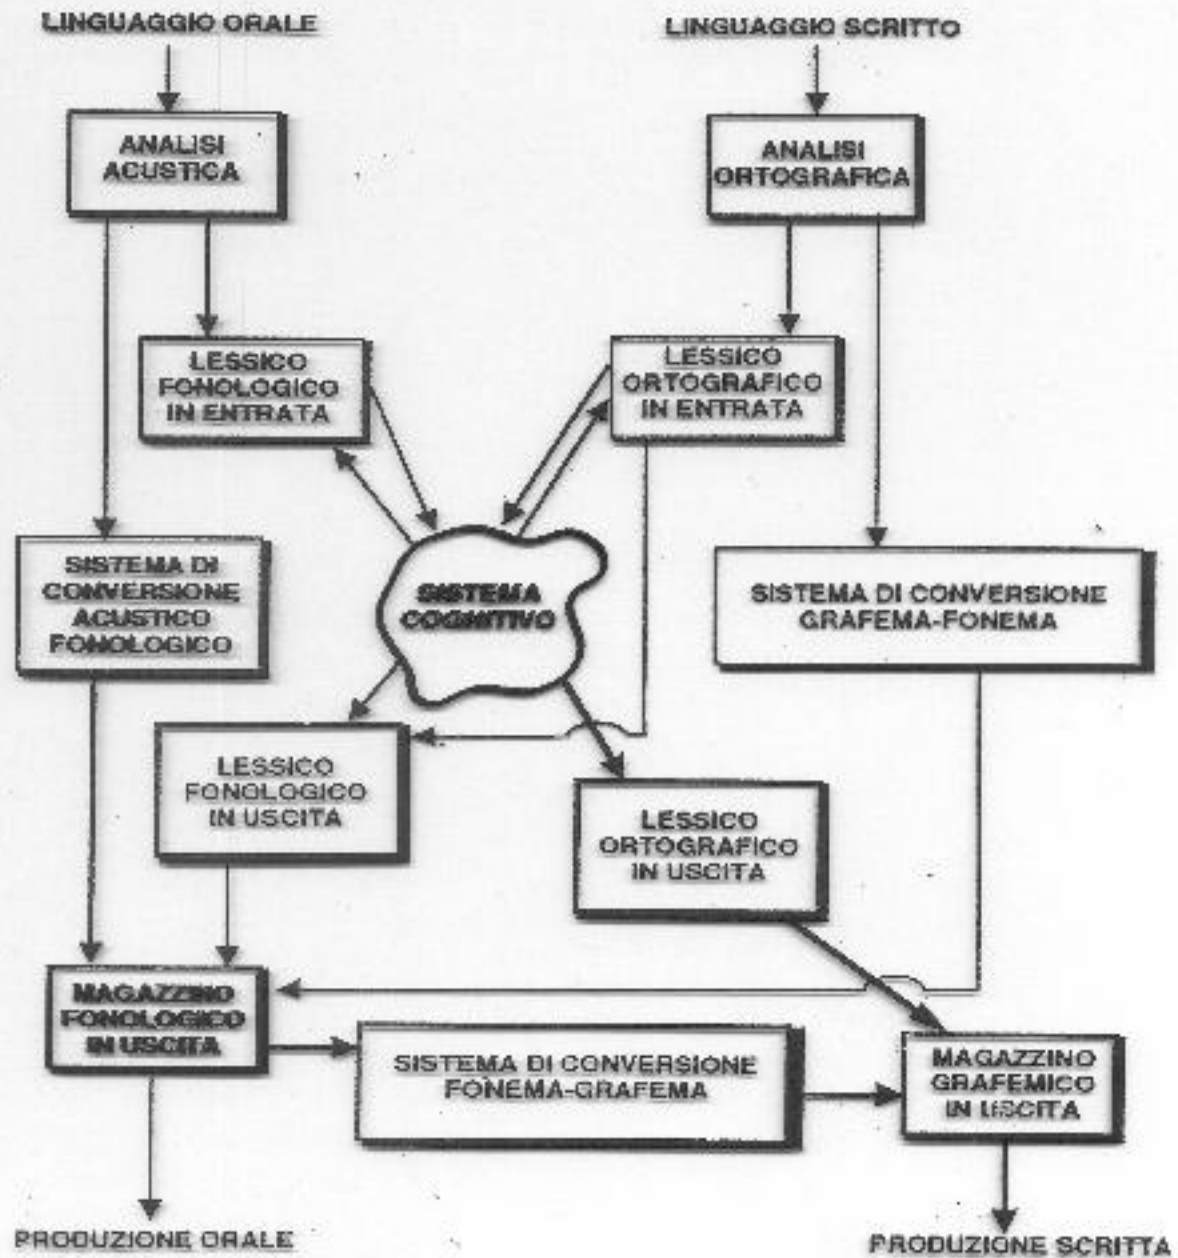 LINGUAGGIO ORALE
LINGUAGGIO SCRITTO
ANALISI
ACUSTICA
ANALISI
ORTOGRAFICA
LESSICO
FONOLOGICO
IN ENTRATA
LESSICO
ORTOGRAFICO
IN ENTRATA
SISTEMA DI
CONVERSIONE
ACUSTICO
FONOLOGICO
SISTEMA
COGNITIVO
SISTEMA DI CONVERSIONE
GRAFEMA-FONEMA
LESSICO
FONOLOGICO
IN USCITA
LESSICO
ORTOGRAFICO
IN USCITA
MAGAZZINO
FONOLOGICO
IN USCITA
SISTEMA DI CONVERSIONE
FONEMA-GRAFEMA
MAGAZZINO
GRAFEMICO
IN USCITA
PRODUZIONE ORALE
PRODUZIONE SCRITTA